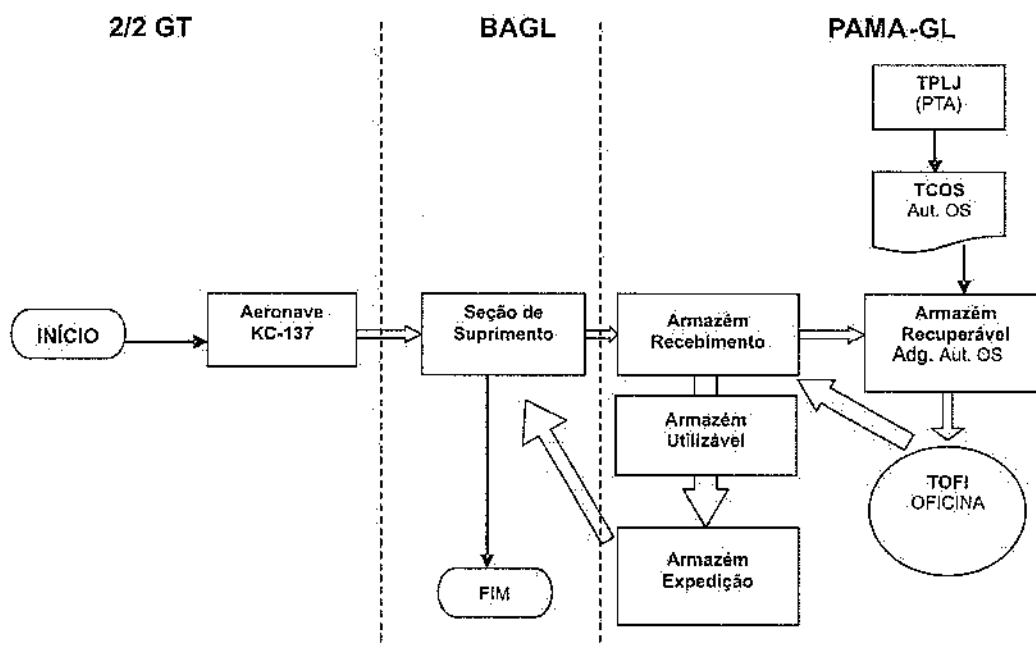 2/2 GT
BAGL
PAMA-GL
TPLJ
(PTA)
TCOS
Aut. OS
INÍCIO
Aeronave
KC-137
Seção de
Suprimento
Armazém
Recebimento
Armazém
Recuperável
Adg. Aut. OS
Armazém
Utilizável
TOFI
OFICINA
Armazém
Expedição
FIM